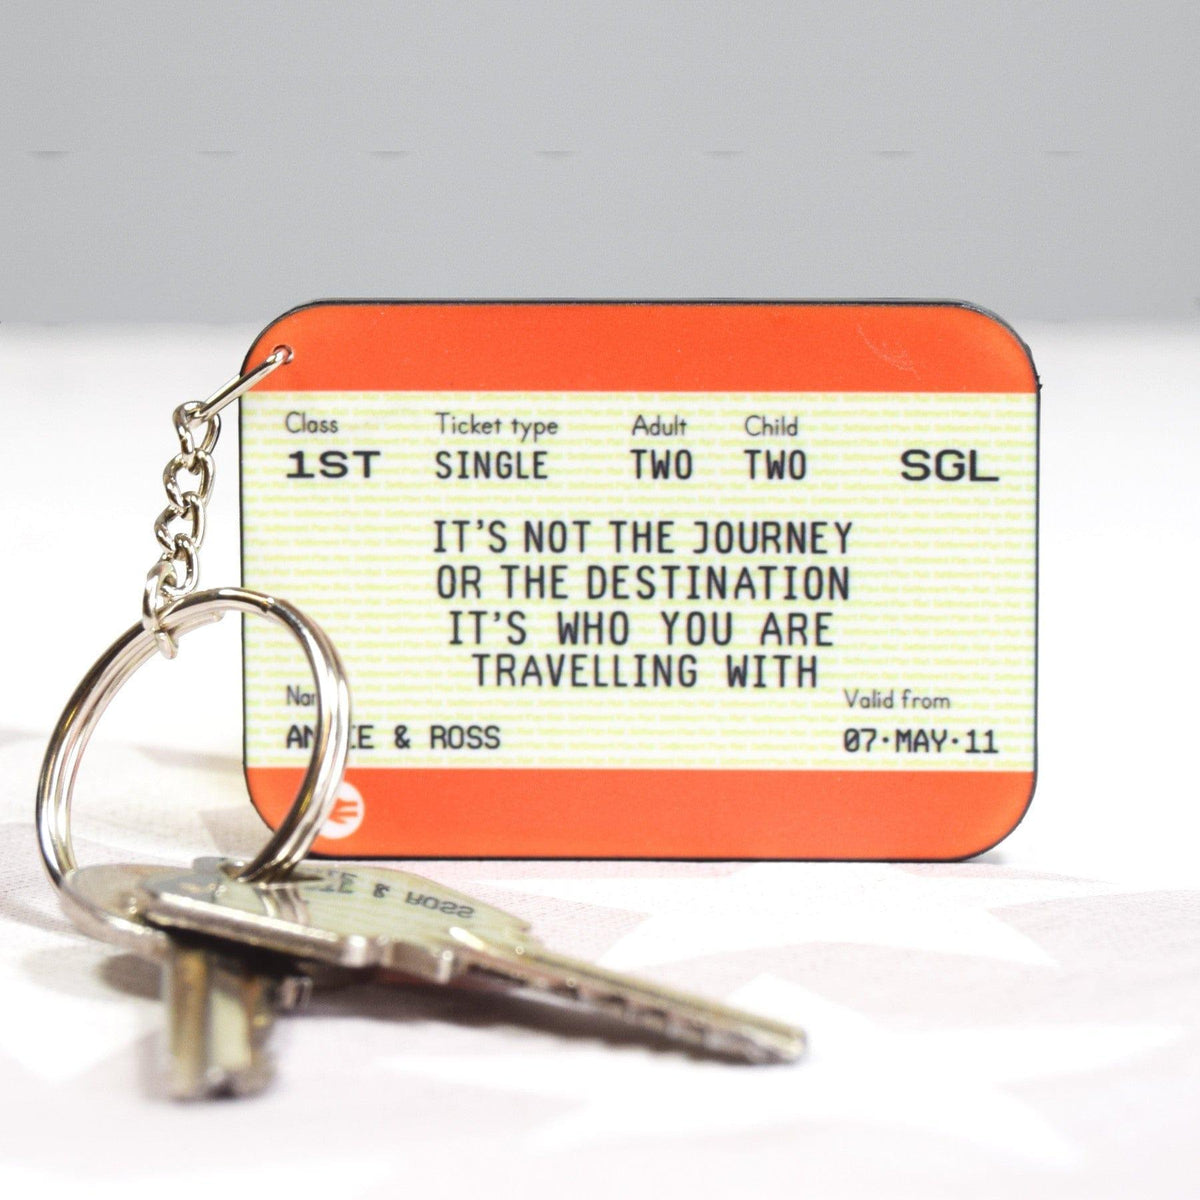 Class Ticket type Adult Child
1ST SINGLE TWO TWO SGL
IT'S NOT THE JOURNEY
OR THE DESTINATION
IT'S WHO YOU ARE
TRAVELLING WITH
Valid from
& ROSS 07·MAY·11
& ROSS